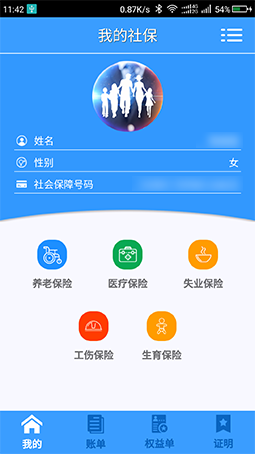 11:42 0.87K/s 4G 2G 54%
我的社保
姓名
性别 女
社会保障号码
养老保险 医疗保险 失业保险
工伤保险 生育保险
我的 账单 权益单 证明